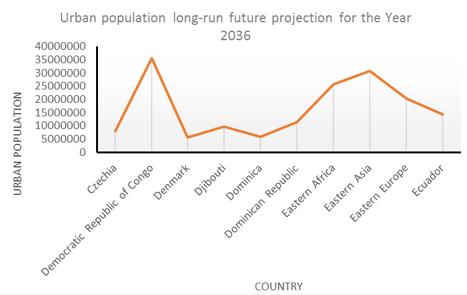 Urban population long-run future projection for the Year
2036
40000000
35000000
30000000
25000000
20000000
15000000
10000000
5000000
0
URBAN POPULATION
Czechia
Democratic Republic of Congo
Denmark
Djibouti
Dominica
Dominican Republic
Eastern Africa
Eastern Asia
Eastern Europe
Ecuador
COUNTRY